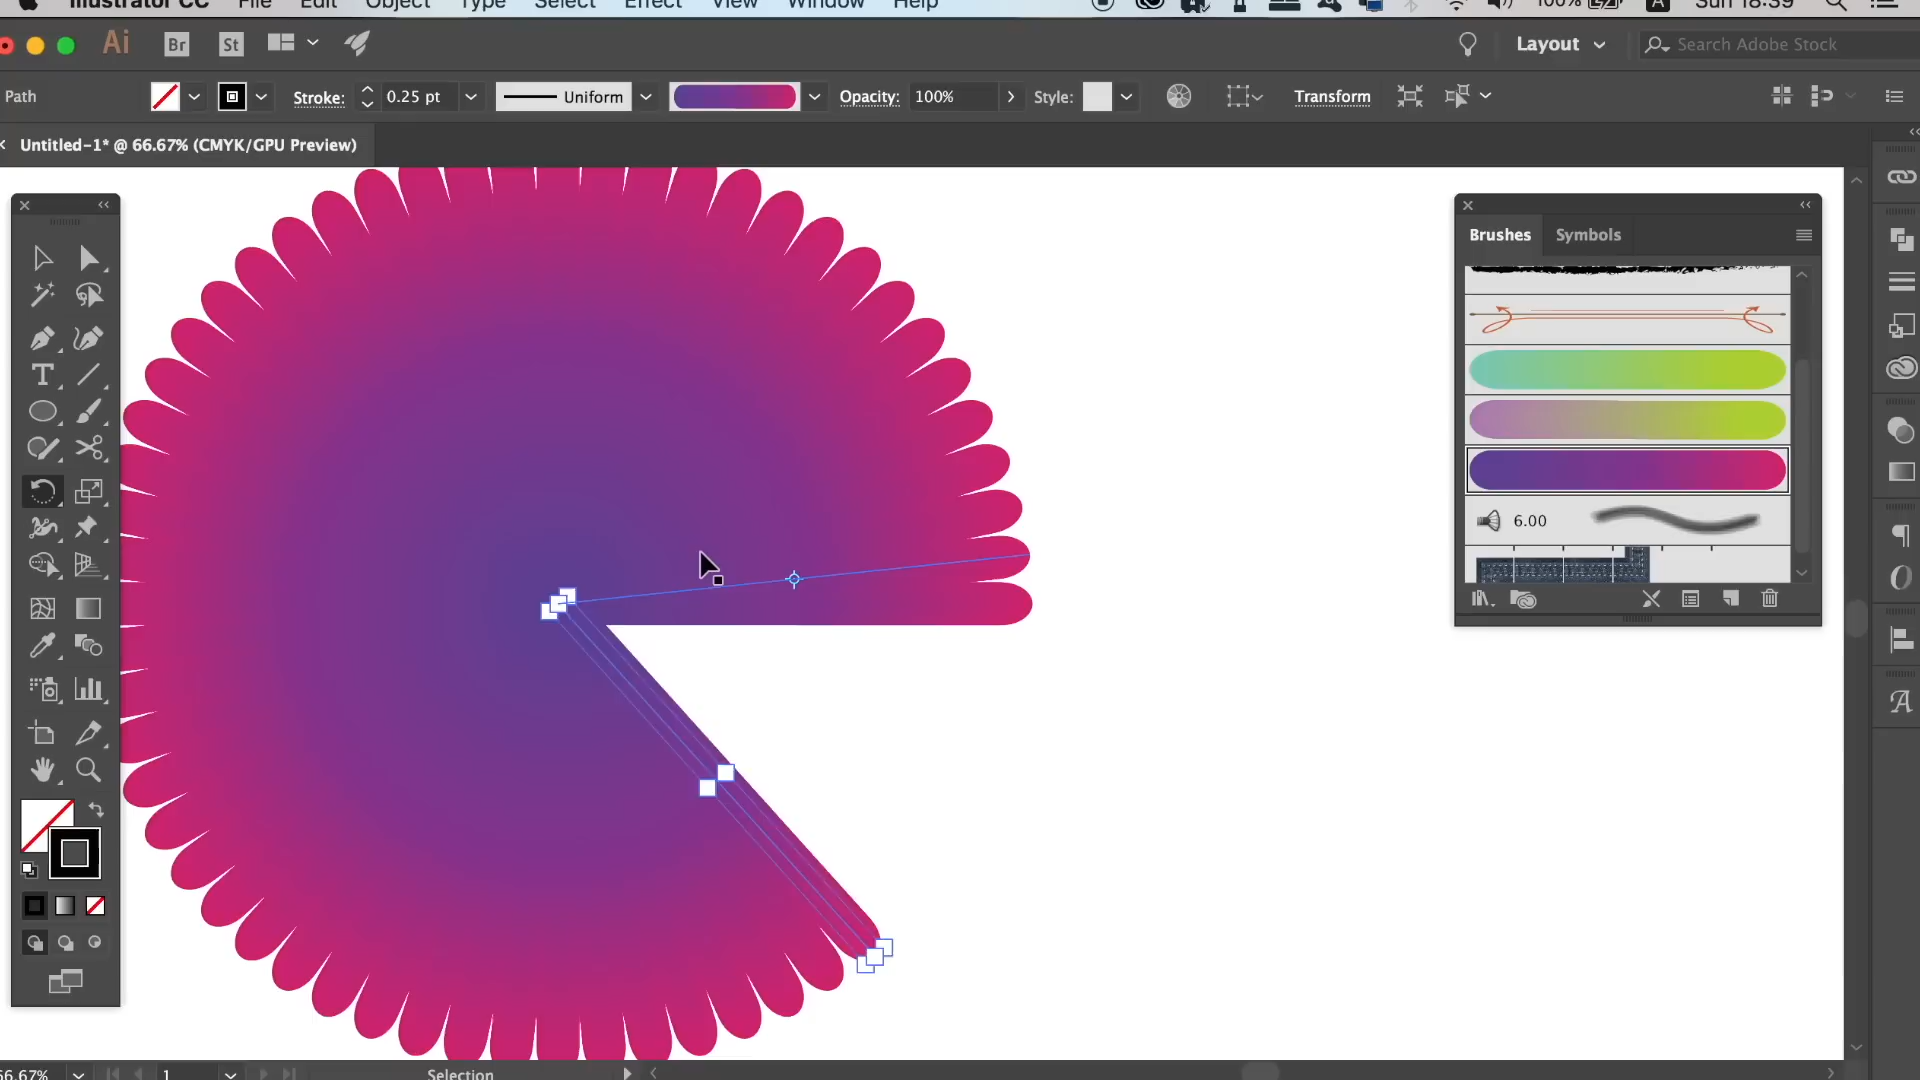 Illustrator CC File Edit Object Type Select Effect View Window Help 100% A Sun 18:39
Ai Br St Layout Search Adobe Stock
Path Stroke: 0.25 pt Uniform Opacity: 100% Style: Transform
Untitled-1* @ 66.67% (CMYK/GPU Preview)
Brushes Symbols
6.00
66.67% 1 Selection